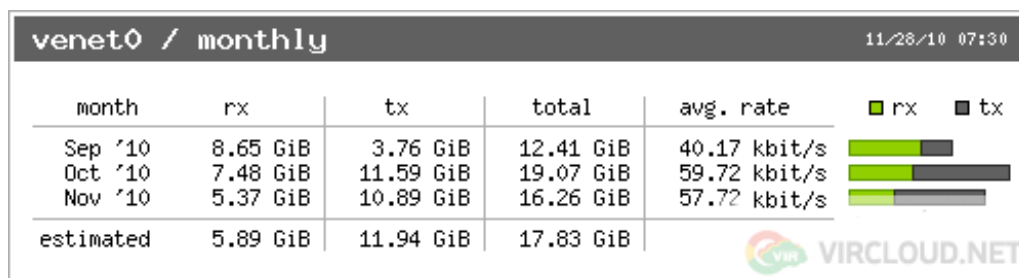 venet0 / monthly 11/28/10 07:30
month rx tx total avg. rate rx tx
Sep '10 8.65 GiB 3.76 GiB 12.41 GiB 40.17 kbit/s
Oct '10 7.48 GiB 11.59 GiB 19.07 GiB 59.72 kbit/s
Nov '10 5.37 GiB 10.89 GiB 16.26 GiB 57.72 kbit/s
estimated 5.89 GiB 11.94 GiB 17.83 GiB
VIR VIRCLOUD.NET